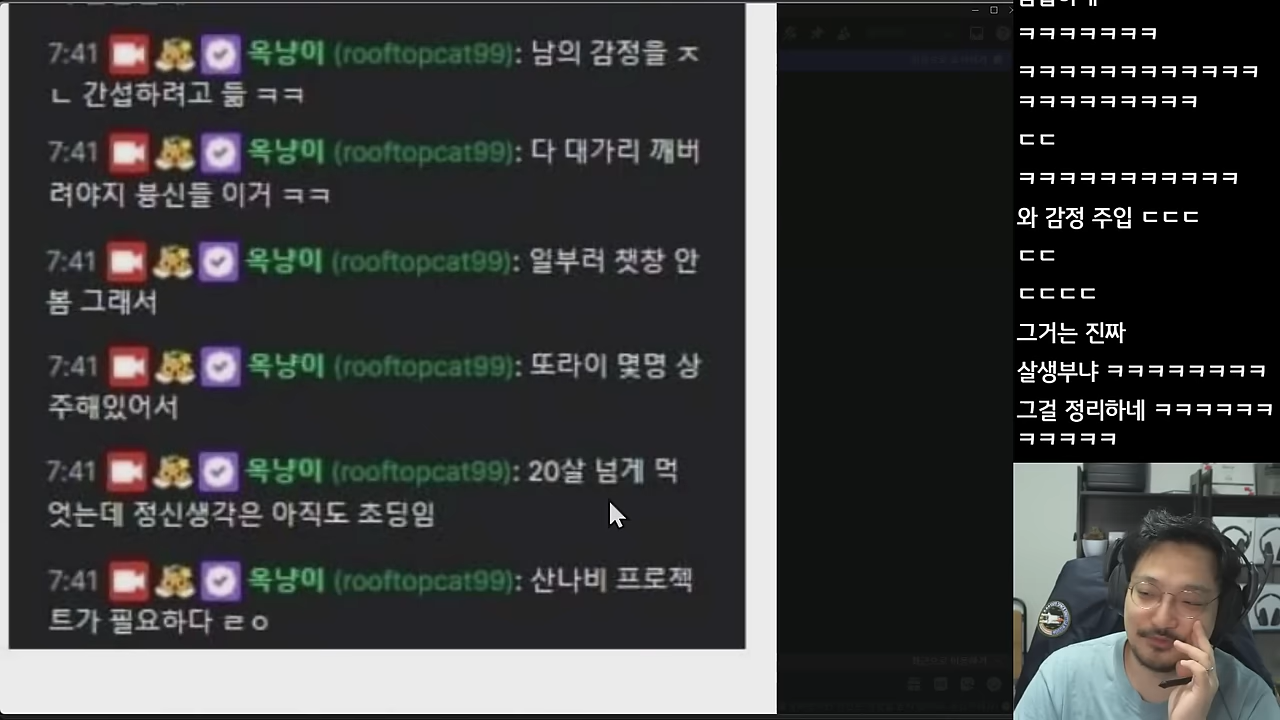 7:41 옥냥이 (rooftopcat99): 남의 감정을 ㅈ
ㄴ 간섭하려고 듦 ㅋㅋ
7:41 옥냥이 (rooftopcat99): 다 대가리 깨버
려야지 븅신들 이거 ㅋㅋ
7:41 옥냥이 (rooftopcat99): 일부러 챗창 안
봄 그래서
7:41 옥냥이 (rooftopcat99): 또라이 몇명 상
주해있어서
7:41 옥냥이 (rooftopcat99): 20살 넘게 먹
엇는데 정신생각은 아직도 초딩임
7:41 옥냥이 (rooftopcat99): 산나비 프로젝
트가 필요하다 ㄹㅇ
ㅋㅋㅋㅋㅋㅋㅋ
ㅋㅋㅋㅋㅋㅋㅋㅋㅋㅋㅋㅋ
ㅋㅋㅋㅋㅋㅋㅋㅋㅋ
ㄷㄷ
ㅋㅋㅋㅋㅋㅋㅋㅋㅋㅋㅋ
와 감정 주입 ㄷㄷㄷ
ㄷㄷ
ㄷㄷㄷㄷ
그거는 진짜
살생부냐 ㅋㅋㅋㅋㅋㅋㅋㅋ
그걸 정리하네 ㅋㅋㅋㅋㅋㅋ
ㅋㅋㅋㅋㅋ